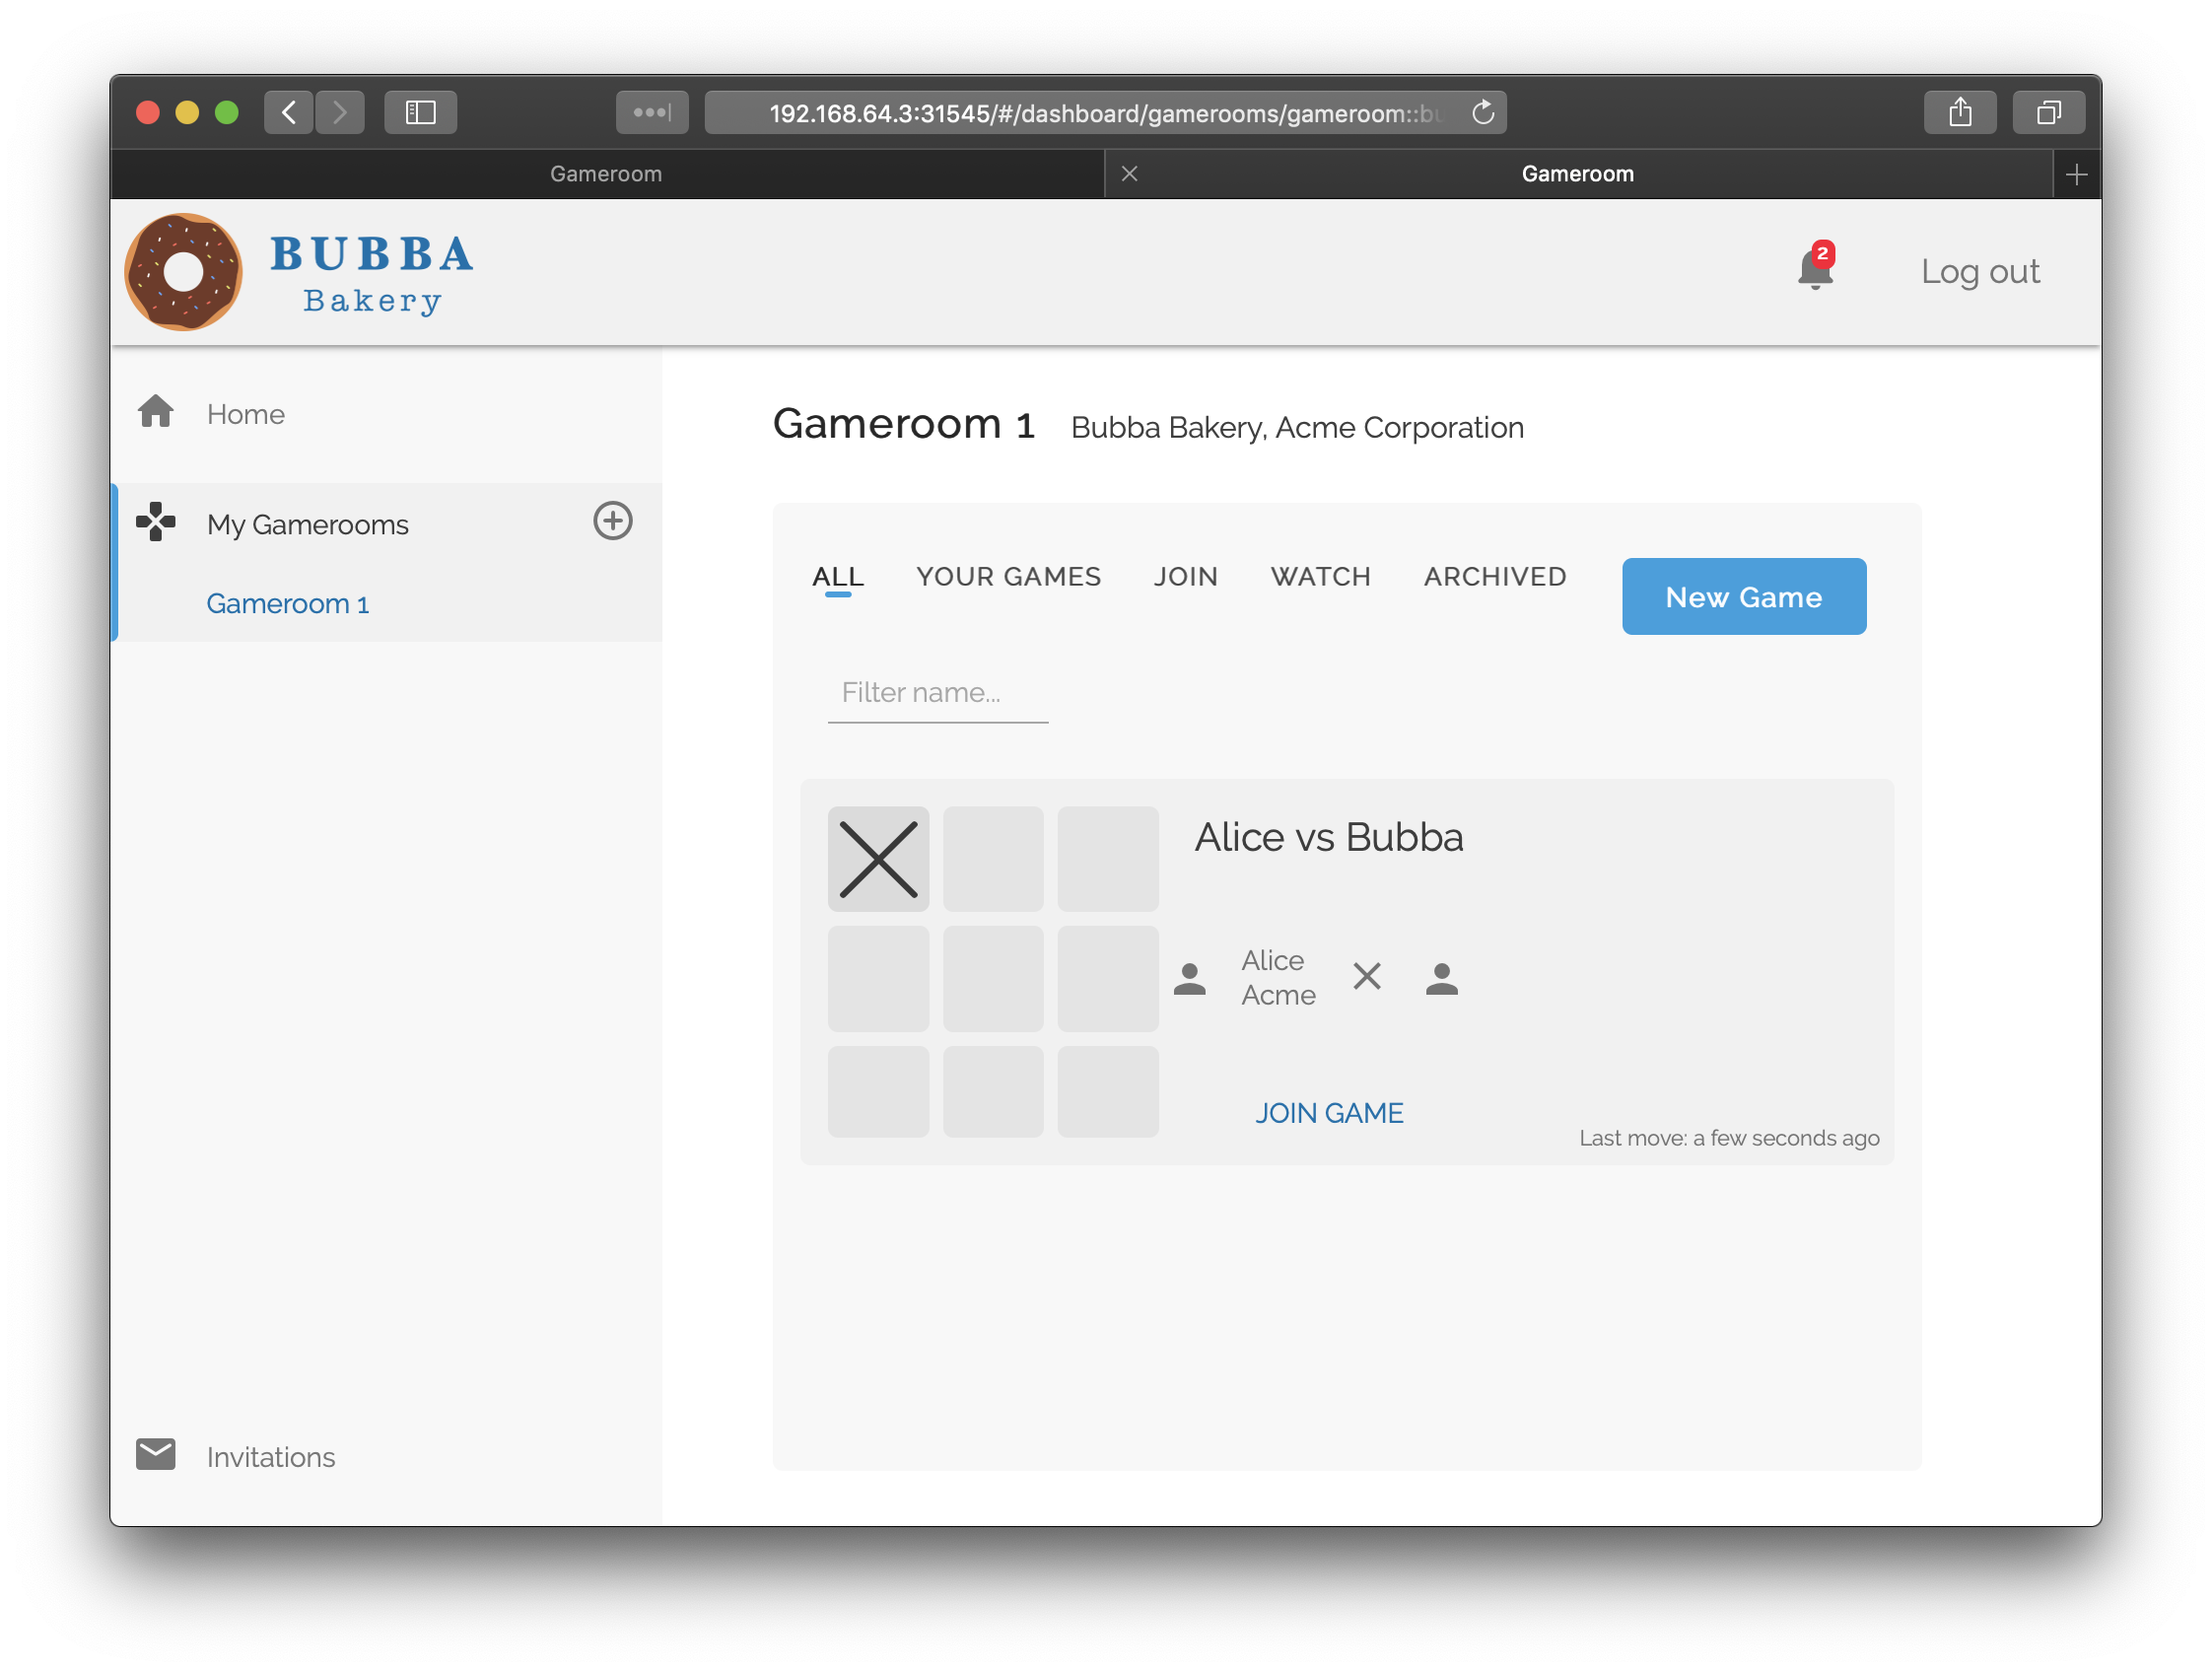 192.168.64.3:31545/#/dashboard/gamerooms/gameroom::bu
Gameroom
Gameroom
BUBBA
Bakery
2
Log out
Home
My Gamerooms
Gameroom 1
Invitations
Gameroom 1 Bubba Bakery, Acme Corporation
ALL YOUR GAMES JOIN WATCH ARCHIVED New Game
Filter name...
Alice vs Bubba
Alice
Acme
JOIN GAME
Last move: a few seconds ago